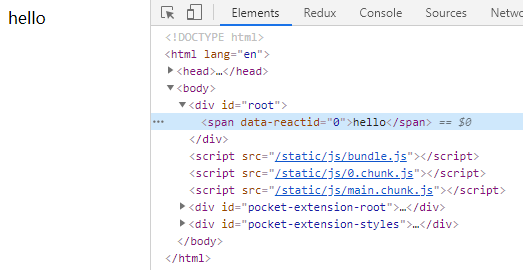 hello
Elements Redux Console Sources
<!DOCTYPE html>
<html lang="en">
<head>…</head>
<body>
<div id="root">
<span data-reactid="0">hello</span> == $0
</div>
<script src="/static/js/bundle.js"></script>
<script src="/static/js/0.chunk.js"></script>
<script src="/static/js/main.chunk.js"></script>
<div id="pocket-extension-root">…</div>
<div id="pocket-extension-styles">…</div>
</body>
</html>